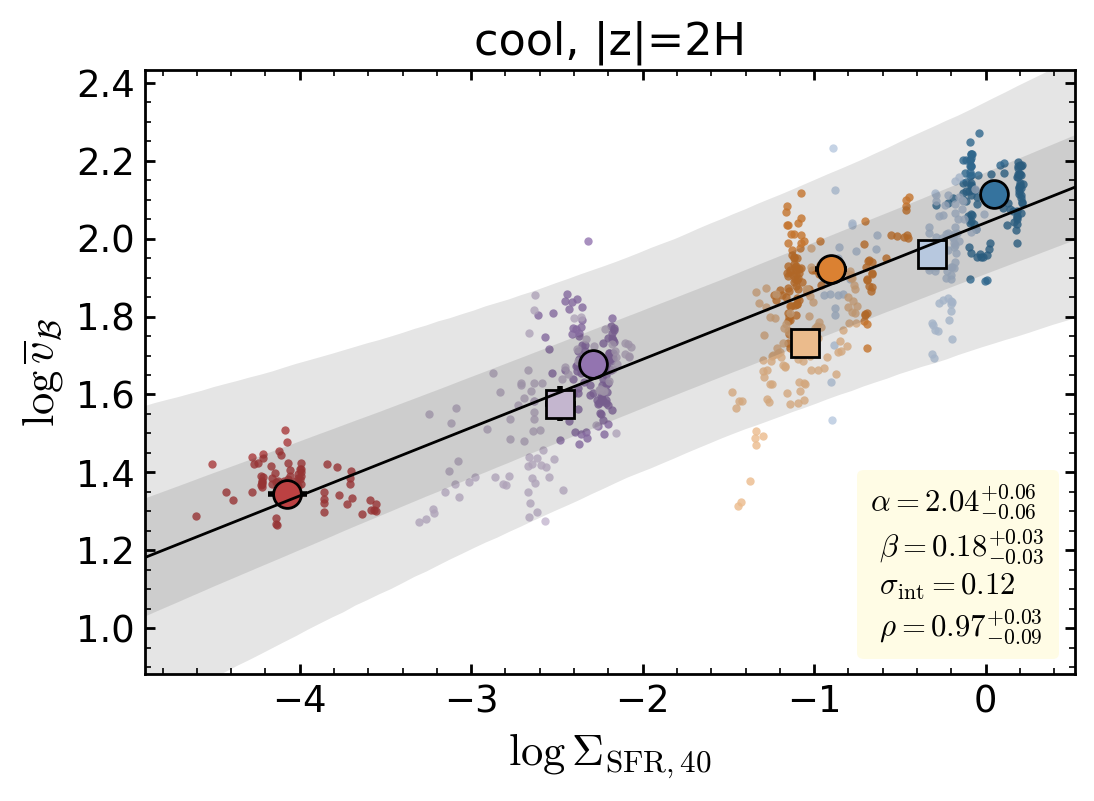 cool, |z|=2H
2.4
2.2
2.0
1.8
1.6
1.4
1.2
1.0
log v̅_ℬ
α = 2.04^{+0.06}_{−0.06}
β = 0.18^{+0.03}_{−0.03}
σ_int = 0.12
ρ = 0.97^{+0.03}_{−0.09}
−4 −3 −2 −1 0
log Σ_{SFR, 40}